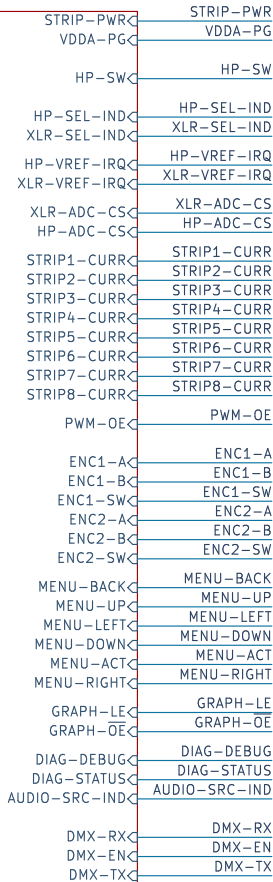 STRIP-PWR STRIP-PWR
VDDA-PG VDDA-PG
HP-SW HP-SW
HP-SEL-IND HP-SEL-IND
XLR-SEL-IND XLR-SEL-IND
HP-VREF-IRQ HP-VREF-IRQ
XLR-VREF-IRQ XLR-VREF-IRQ
XLR-ADC-CS XLR-ADC-CS
HP-ADC-CS HP-ADC-CS
STRIP1-CURR STRIP1-CURR
STRIP2-CURR STRIP2-CURR
STRIP3-CURR STRIP3-CURR
STRIP4-CURR STRIP4-CURR
STRIP5-CURR STRIP5-CURR
STRIP6-CURR STRIP6-CURR
STRIP7-CURR STRIP7-CURR
STRIP8-CURR STRIP8-CURR
PWM-OE PWM-OE
ENC1-A ENC1-A
ENC1-B ENC1-B
ENC1-SW ENC1-SW
ENC2-A ENC2-A
ENC2-B ENC2-B
ENC2-SW ENC2-SW
MENU-BACK MENU-BACK
MENU-UP MENU-UP
MENU-LEFT MENU-LEFT
MENU-DOWN MENU-DOWN
MENU-ACT MENU-ACT
MENU-RIGHT MENU-RIGHT
GRAPH-LE GRAPH-LE
GRAPH-O̅E̅ GRAPH-O̅E̅
DIAG-DEBUG DIAG-DEBUG
DIAG-STATUS DIAG-STATUS
AUDIO-SRC-IND AUDIO-SRC-IND
DMX-RX DMX-RX
DMX-EN DMX-EN
DMX-TX DMX-TX